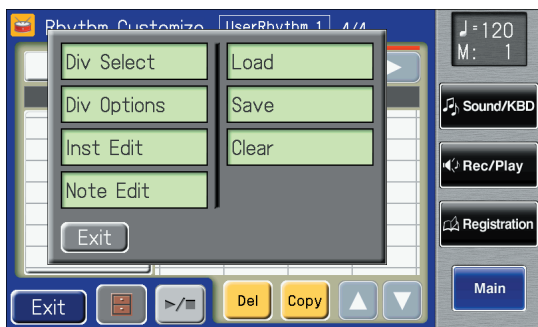 Rhythm Customize UserRhythm 1 4/4
♩=120
M: 1
Div Select
Load
Div Options
Save
Inst Edit
Clear
Note Edit
Exit
Sound/KBD
Rec/Play
Registration
Main
Exit
Del
Copy